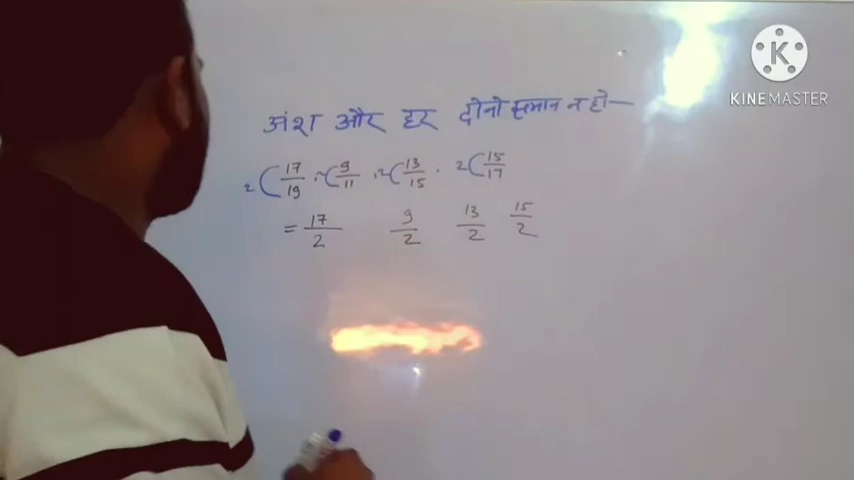 अंश और हर दोनो समान न हो—
2( 17/19 , 2( 9/11 , 2( 13/15 , 2( 15/17
= 17/2 9/2 13/2 15/2
KINEMASTER